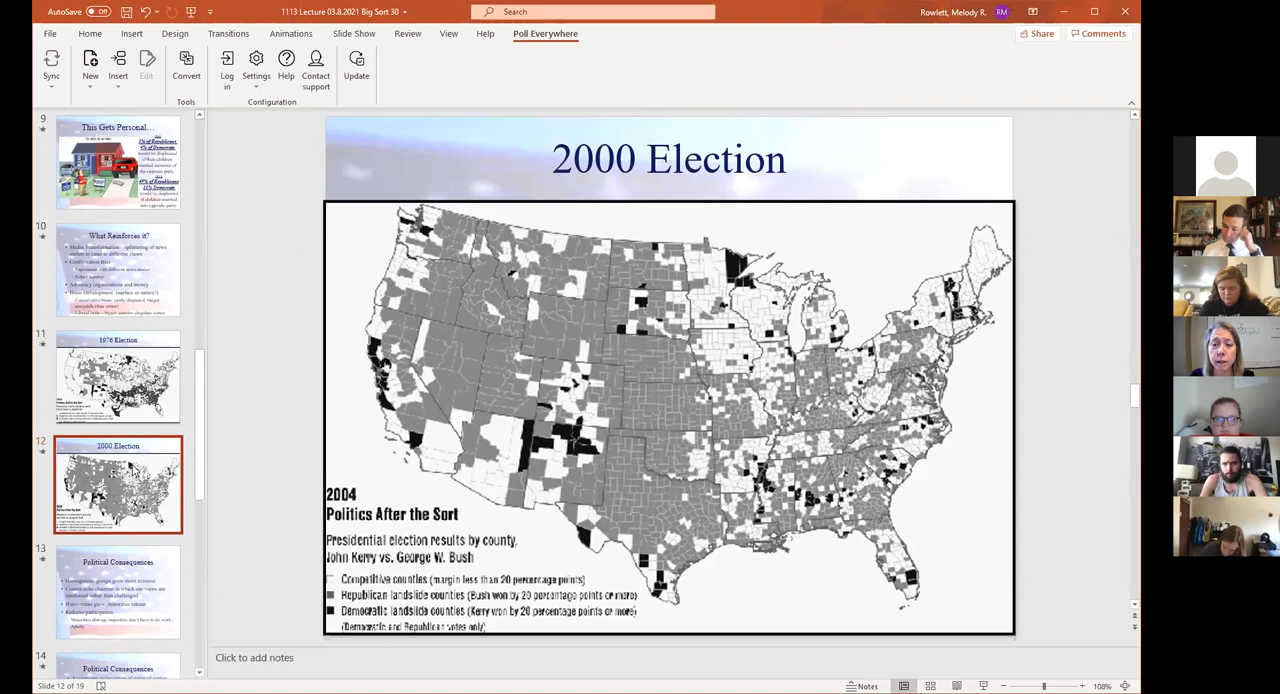 AutoSave Off 1113 Lecture 03.8.2021 Big Sort 30 Search Rowlett, Melody R. RM
File Home Insert Design Transitions Animations Slide Show Review View Help Poll Everywhere Share Comments
Sync New Insert Edit Convert Log in Settings Help Contact support Update
Tools Configuration
9
This Gets Personal…
10
What Reinforces it?
11
1976 Election
12
2000 Election
13
Political Consequences
Homogenous groups grow more extreme
14
Political Consequences
2000 Election
2004
Politics After the Sort
Presidential election results by county,
John Kerry vs. George W. Bush
Competitive counties (margin less than 20 percentage points)
Republican landslide counties (Bush won by 20 percentage points or more)
Democratic landslide counties (Kerry won by 20 percentage points or more)
(Democratic and Republican votes only)
Click to add notes
Slide 12 of 19 Notes 108%